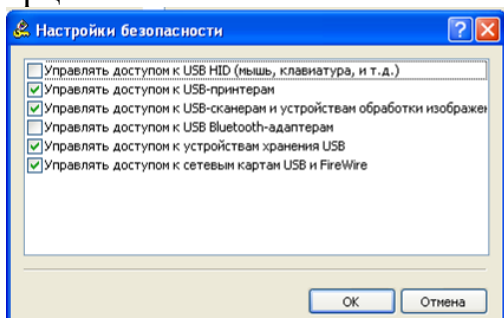 Настройки безопасности
Управлять доступом к USB HID (мышь, клавиатура, и т.д.)
Управлять доступом к USB-принтерам
Управлять доступом к USB-сканерам и устройствам обработки изображен
Управлять доступом к USB Bluetooth-адаптерам
Управлять доступом к устройствам хранения USB
Управлять доступом к сетевым картам USB и FireWire
OK Отмена